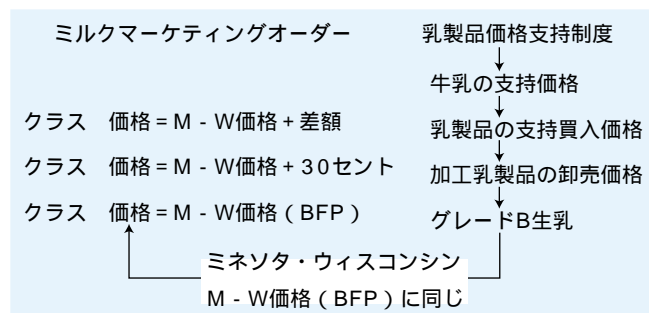 ミルクマーケティングオーダー
クラス　価格＝M - W価格＋差額
クラス　価格＝M - W価格＋30セント
クラス　価格＝M - W価格（BFP）
乳製品価格支持制度
牛乳の支持価格
乳製品の支持買入価格
加工乳製品の卸売価格
グレードB生乳
ミネソタ・ウィスコンシン
M - W価格（BFP）に同じ